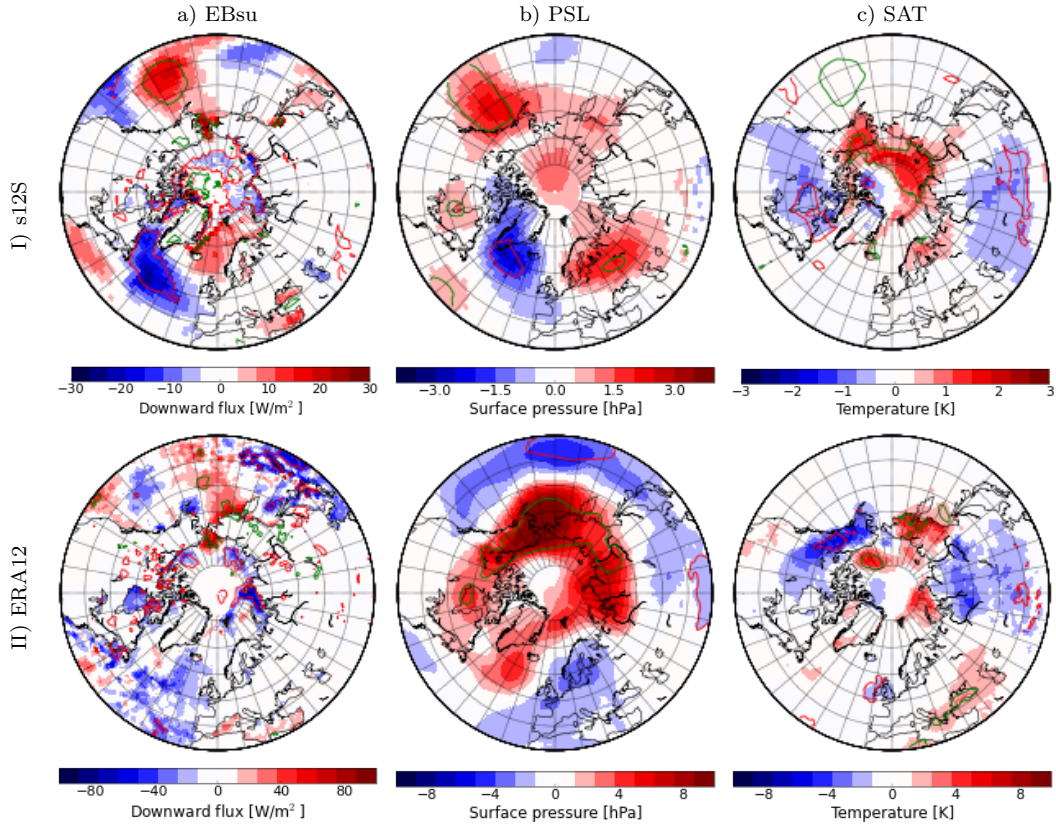 a) EBsu b) PSL c) SAT
I) s12S
−30 −20 −10 0 10 20 30
Downward flux [W/m²]
−3.0 −1.5 0.0 1.5 3.0
Surface pressure [hPa]
−3 −2 −1 0 1 2 3
Temperature [K]
II) ERA12
−80 −40 0 40 80
Downward flux [W/m²]
−8 −4 0 4 8
Surface pressure [hPa]
−8 −4 0 4 8
Temperature [K]